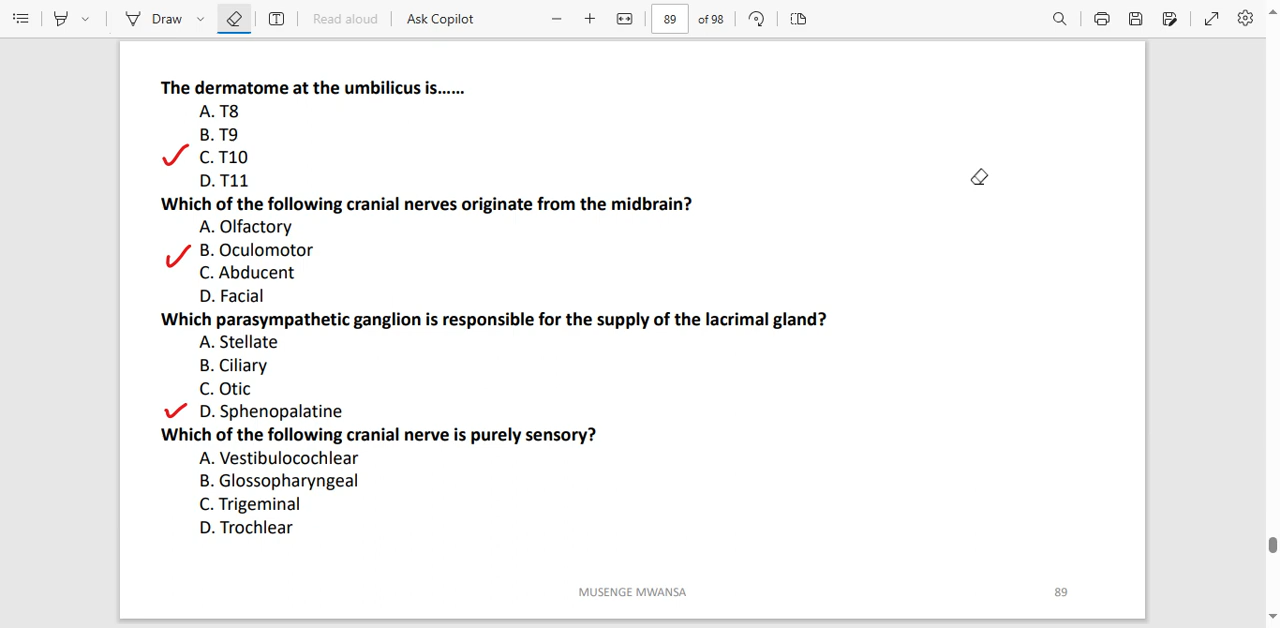 Draw
Read aloud
Ask Copilot
89
of 98
The dermatome at the umbilicus is......
A. T8
B. T9
C. T10
D. T11
Which of the following cranial nerves originate from the midbrain?
A. Olfactory
B. Oculomotor
C. Abducent
D. Facial
Which parasympathetic ganglion is responsible for the supply of the lacrimal gland?
A. Stellate
B. Ciliary
C. Otic
D. Sphenopalatine
Which of the following cranial nerve is purely sensory?
A. Vestibulocochlear
B. Glossopharyngeal
C. Trigeminal
D. Trochlear
MUSENGE MWANSA
89